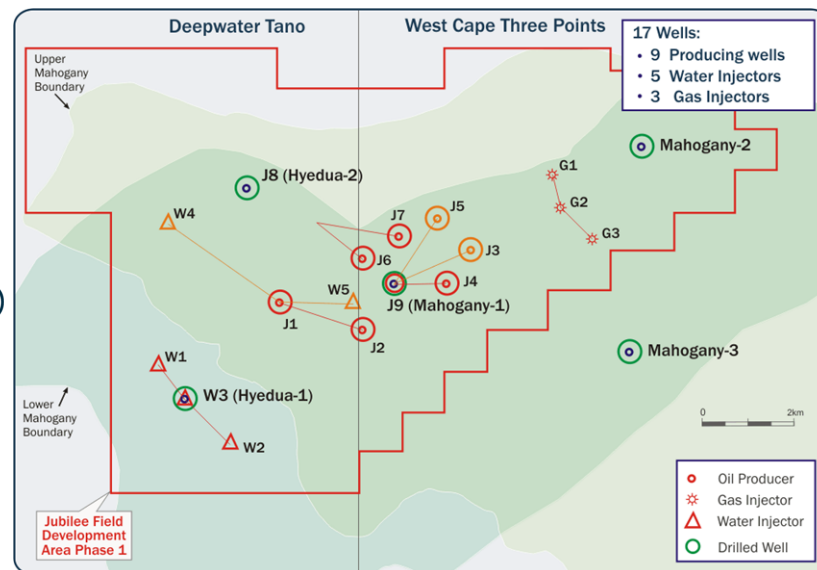 Deepwater Tano
West Cape Three Points
17 Wells:
• 9 Producing wells
• 5 Water Injectors
• 3 Gas Injectors
Upper
Mahogany
Boundary
Mahogany-2
G1
J8 (Hyedua-2)
G2
J5
W4
J7
G3
J3
J6
J4
W5
J9 (Mahogany-1)
J1
J2
Mahogany-3
W1
W3 (Hyedua-1)
Lower
Mahogany
Boundary
0
2km
W2
Oil Producer
Gas Injector
Water Injector
Drilled Well
Jubilee Field
Development
Area Phase 1